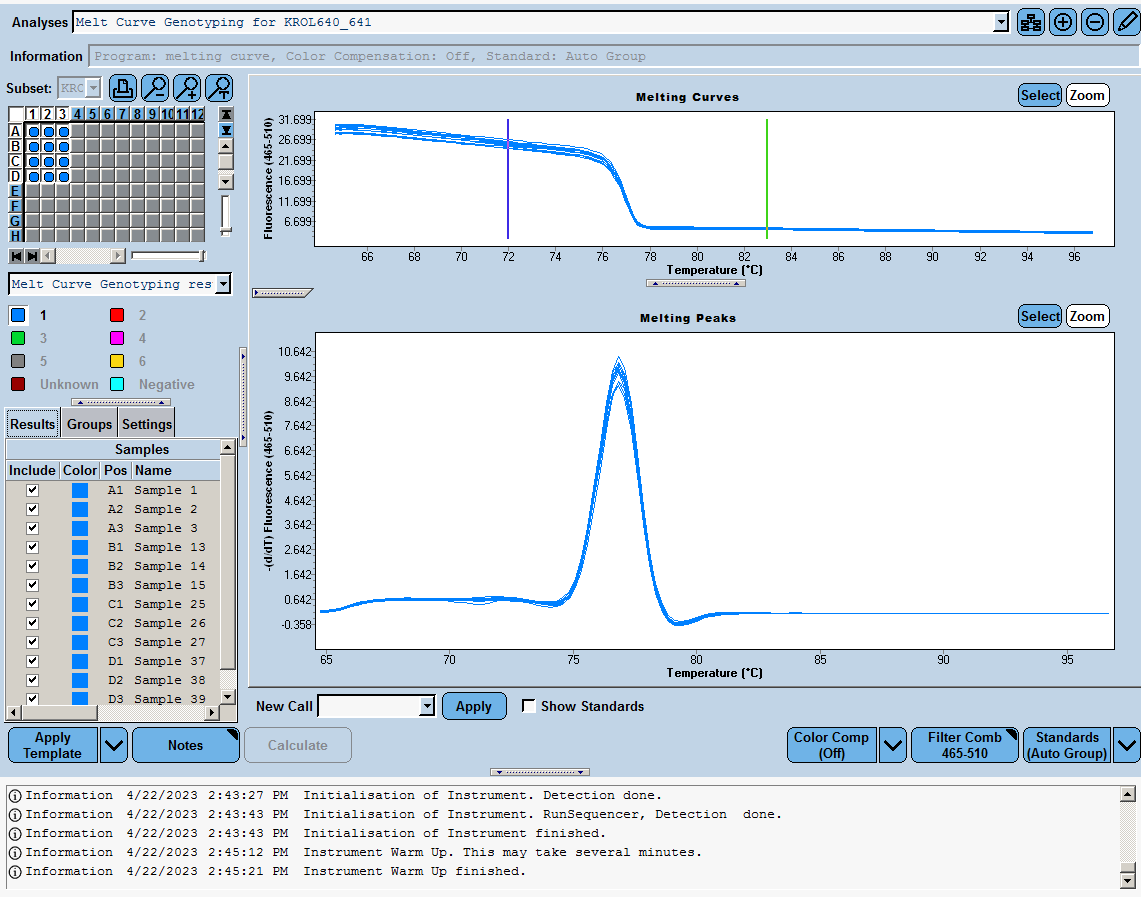 Analyses Melt Curve Genotyping for KROL640_641
Information Program: melting curve, Color Compensation: Off, Standard: Auto Group
Subset: KRO
1 2 3 4 5 6 7 8 9 10 11 12
A
B
C
D
E
F
G
H
Melt Curve Genotyping res
1 2
3 4
5 6
Unknown Negative
Results Groups Settings
Samples
Include Color Pos Name
A1 Sample 1
A2 Sample 2
A3 Sample 3
B1 Sample 13
B2 Sample 14
B3 Sample 15
C1 Sample 25
C2 Sample 26
C3 Sample 27
D1 Sample 37
D2 Sample 38
D3 Sample 39
Melting Curves
Select Zoom
Fluorescence (465-510)
31.699
26.699
21.699
16.699
11.699
6.699
66 68 70 72 74 76 78 80 82 84 86 88 90 92 94 96
Temperature (°C)
Melting Peaks
Select Zoom
-(d/dT) Fluorescence (465-510)
10.642
9.642
8.642
7.642
6.642
5.642
4.642
3.642
2.642
1.642
0.642
-0.358
65 70 75 80 85 90 95
Temperature (°C)
New Call Apply Show Standards
Apply Template Notes Calculate
Color Comp (Off) Filter Comb 465-510 Standards (Auto Group)
Information 4/22/2023 2:43:27 PM Initialisation of Instrument. Detection done.
Information 4/22/2023 2:43:43 PM Initialisation of Instrument. RunSequencer, Detection done.
Information 4/22/2023 2:43:43 PM Initialisation of Instrument finished.
Information 4/22/2023 2:45:12 PM Instrument Warm Up. This may take several minutes.
Information 4/22/2023 2:45:21 PM Instrument Warm Up finished.